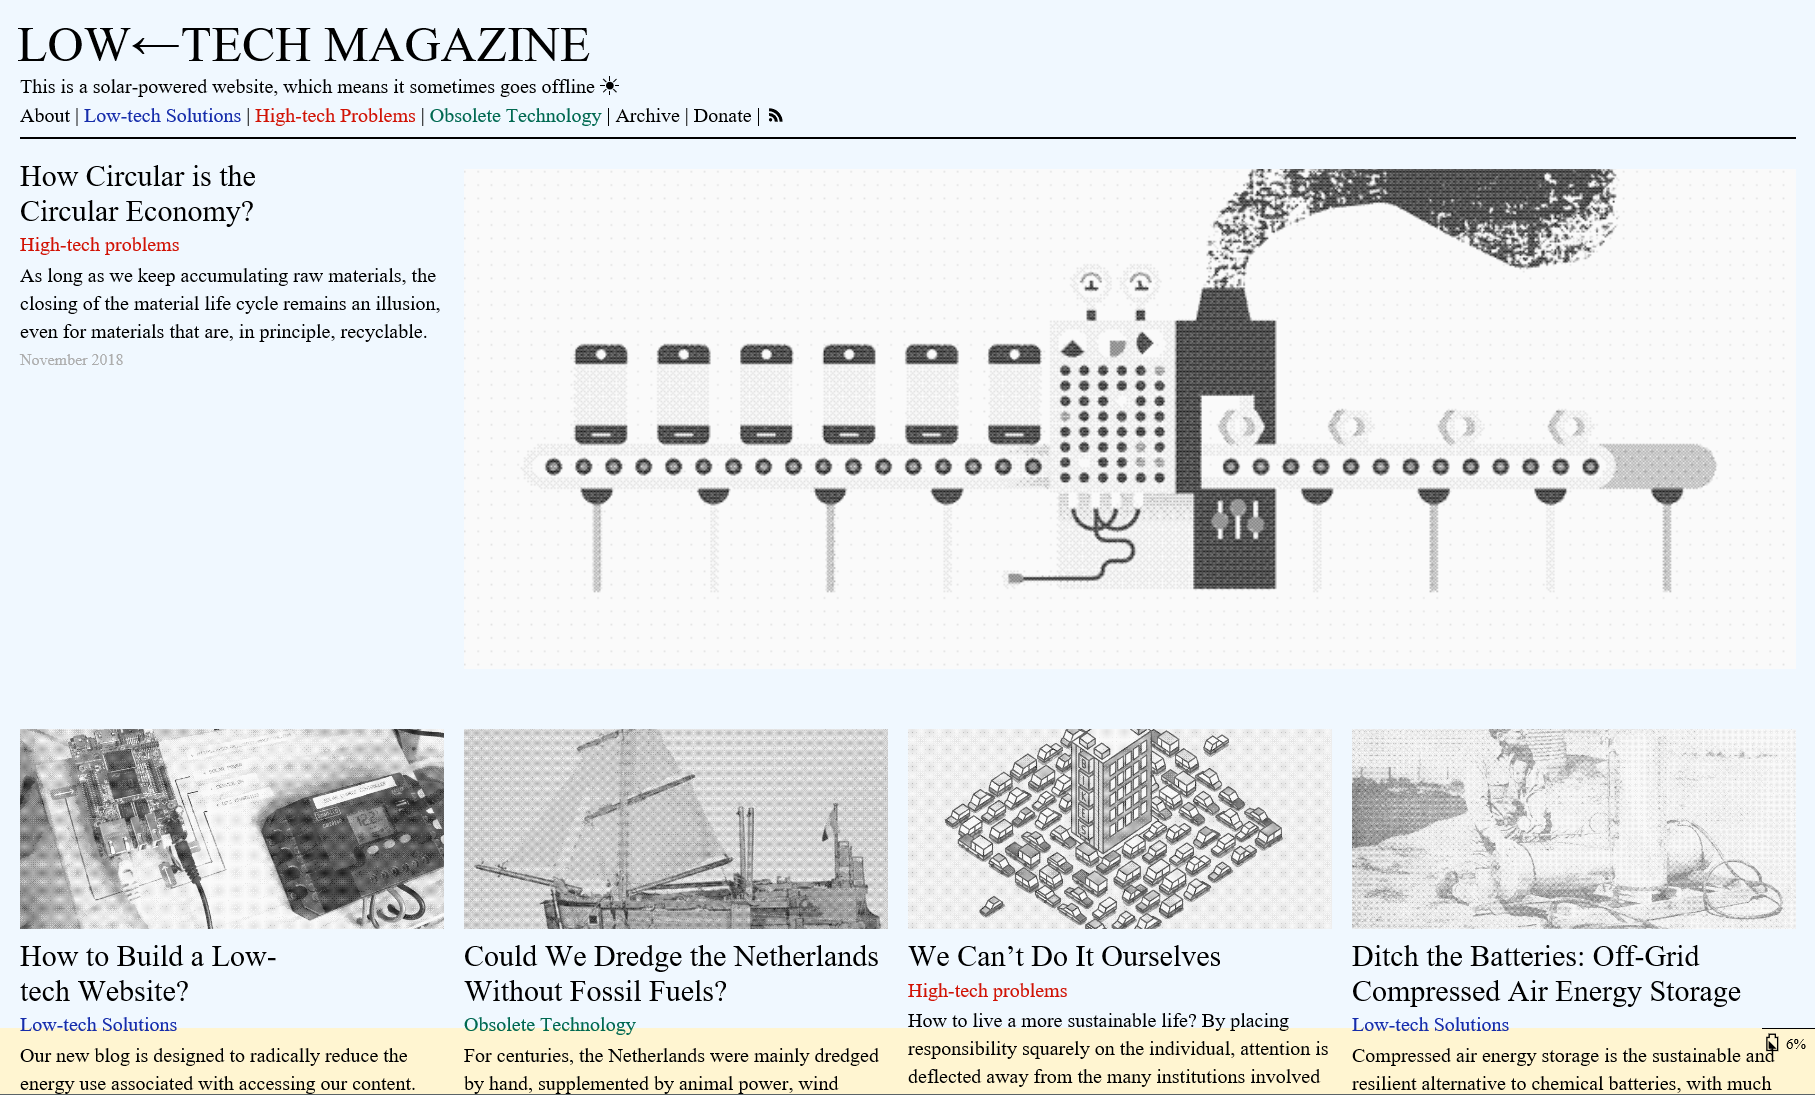 LOW←TECH MAGAZINE
This is a solar-powered website, which means it sometimes goes offline ☀
About | Low-tech Solutions | High-tech Problems | Obsolete Technology | Archive | Donate |
How Circular is the
Circular Economy?
High-tech problems
As long as we keep accumulating raw materials, the
closing of the material life cycle remains an illusion,
even for materials that are, in principle, recyclable.
November 2018
How to Build a Low-
tech Website?
Low-tech Solutions
Our new blog is designed to radically reduce the
energy use associated with accessing our content.
Could We Dredge the Netherlands
Without Fossil Fuels?
Obsolete Technology
For centuries, the Netherlands were mainly dredged
by hand, supplemented by animal power, wind
We Can’t Do It Ourselves
High-tech problems
How to live a more sustainable life? By placing
responsibility squarely on the individual, attention is
deflected away from the many institutions involved
Ditch the Batteries: Off-Grid
Compressed Air Energy Storage
Low-tech Solutions
Compressed air energy storage is the sustainable and
resilient alternative to chemical batteries, with much
6%